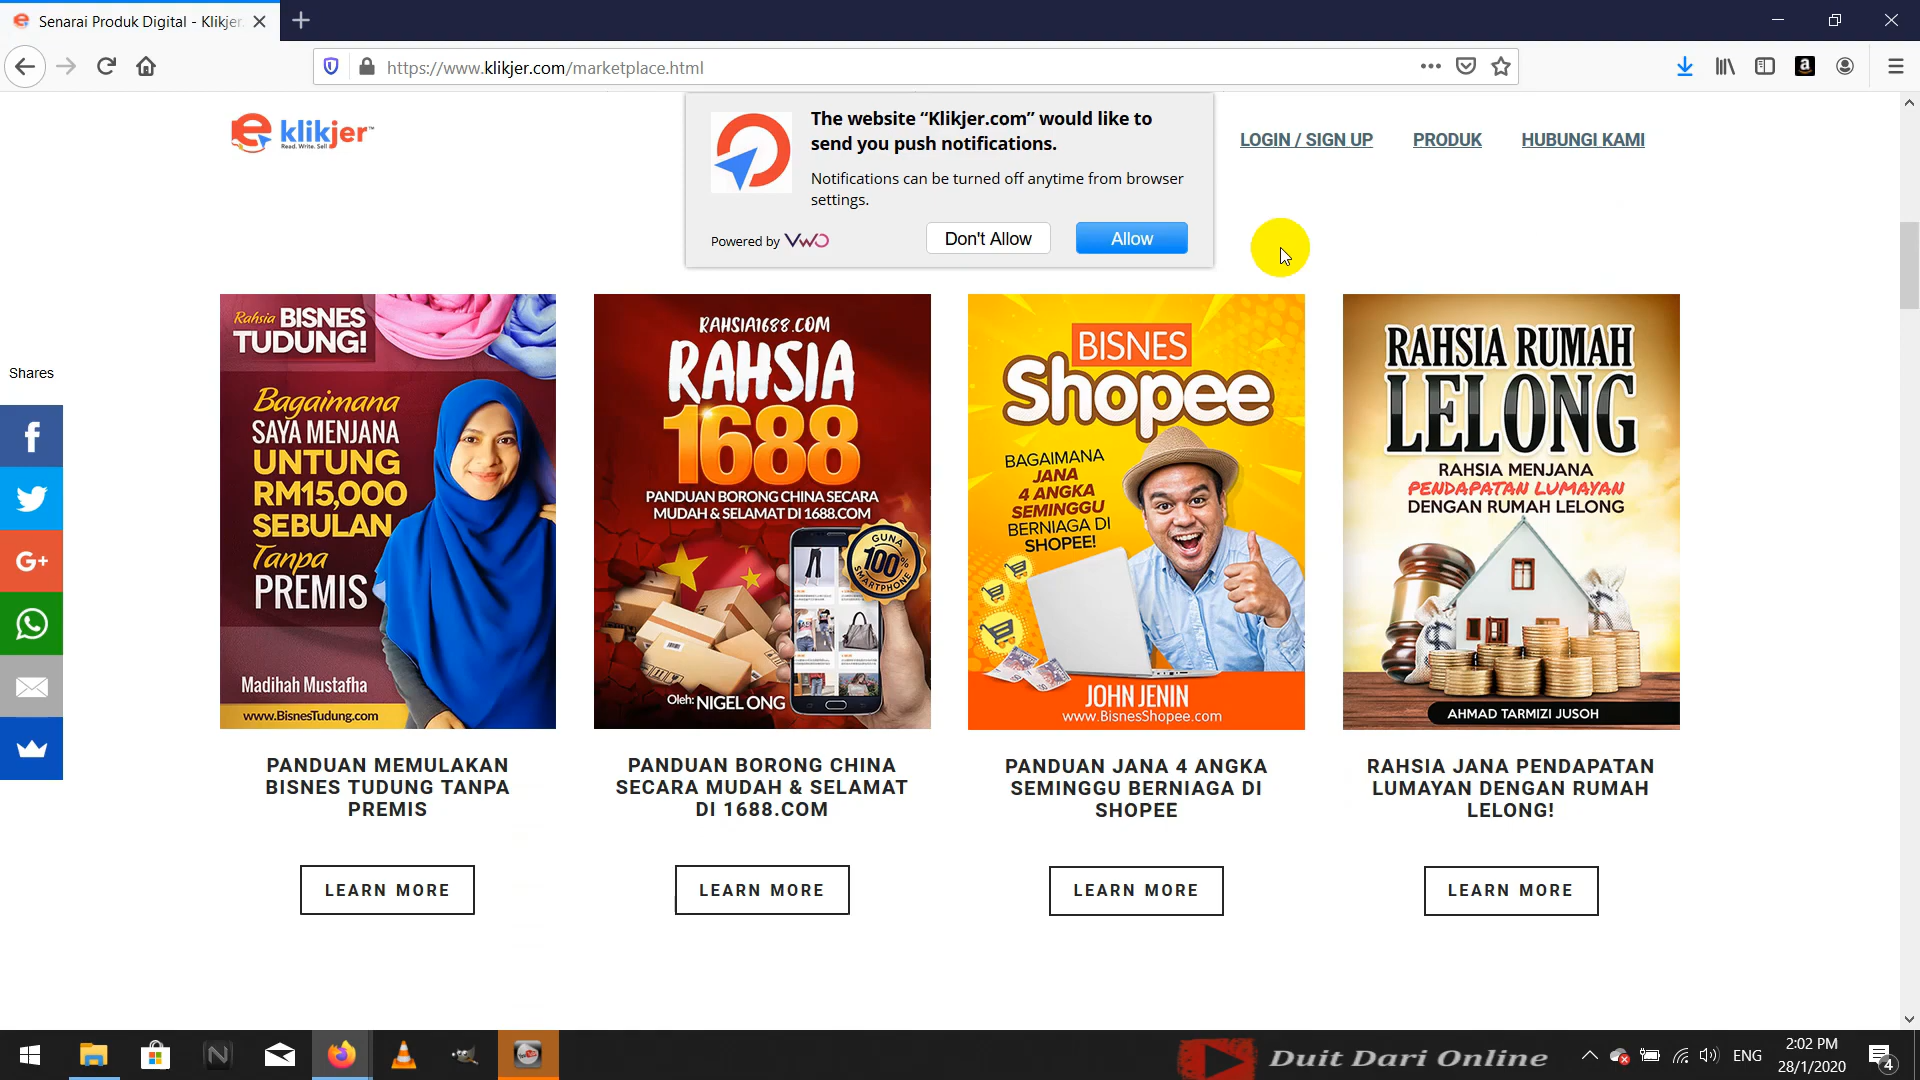 Senarai Produk Digital - Klikjer
https://www.klikjer.com/marketplace.html
klikjer
Read. Write. Sell
The website “Klikjer.com” would like to
send you push notifications.
Notifications can be turned off anytime from browser
settings.
Powered by VWO
Don't Allow
Allow
LOGIN / SIGN UP
PRODUK
HUBUNGI KAMI
Shares
Rahsia BISNES
TUDUNG!
Bagaimana
SAYA MENJANA
UNTUNG
RM15,000
SEBULAN
Tanpa
PREMIS
Madihah Mustafha
www.BisnesTudung.com
RAHSIA1688.COM
RAHSIA
1688
PANDUAN BORONG CHINA SECARA
MUDAH & SELAMAT DI 1688.COM
GUNA
100%
SMARTPHONE
Oleh: NIGEL ONG
BISNES
Shopee
BAGAIMANA
JANA
4 ANGKA
SEMINGGU
BERNIAGA DI
SHOPEE!
JOHN JENIN
www.BisnesShopee.com
RAHSIA RUMAH
LELONG
RAHSIA MENJANA
PENDAPATAN LUMAYAN
DENGAN RUMAH LELONG
AHMAD TARMIZI JUSOH
PANDUAN MEMULAKAN
BISNES TUDUNG TANPA
PREMIS
PANDUAN BORONG CHINA
SECARA MUDAH & SELAMAT
DI 1688.COM
PANDUAN JANA 4 ANGKA
SEMINGGU BERNIAGA DI
SHOPEE
RAHSIA JANA PENDAPATAN
LUMAYAN DENGAN RUMAH
LELONG!
LEARN MORE
LEARN MORE
LEARN MORE
LEARN MORE
Duit Dari Online
ENG
2:02 PM
28/1/2020
4